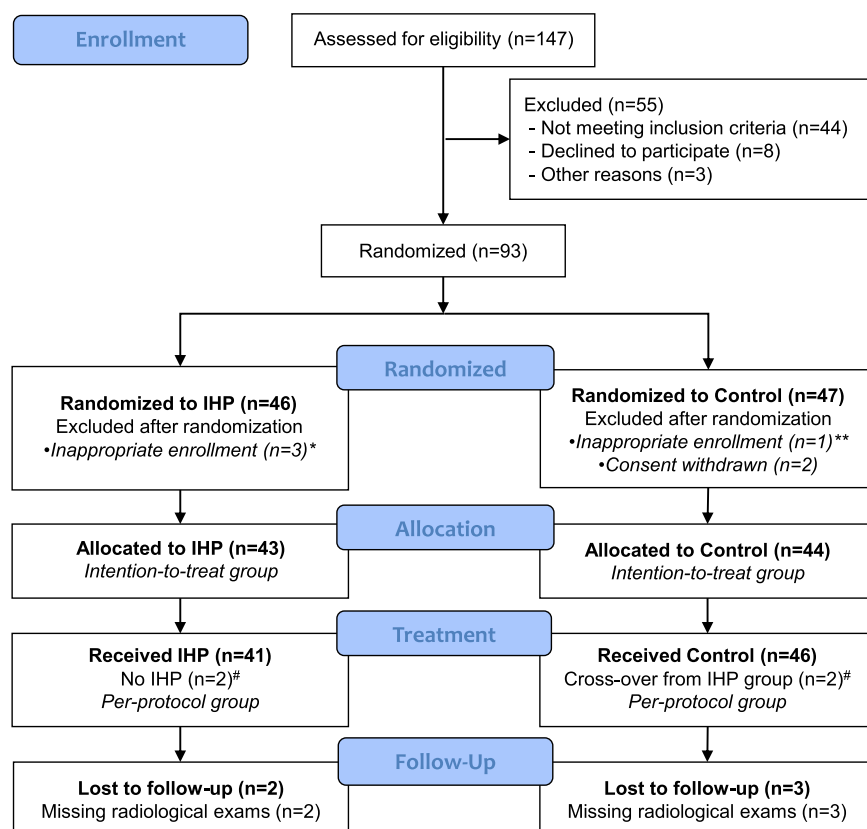 Enrollment
Assessed for eligibility (n=147)
Excluded (n=55)
- Not meeting inclusion criteria (n=44)
- Declined to participate (n=8)
- Other reasons (n=3)
Randomized (n=93)
Randomized
Randomized to IHP (n=46)
Excluded after randomization
•Inappropriate enrollment (n=3)*
Randomized to Control (n=47)
Excluded after randomization
•Inappropriate enrollment (n=1)**
•Consent withdrawn (n=2)
Allocation
Allocated to IHP (n=43)
Intention-to-treat group
Allocated to Control (n=44)
Intention-to-treat group
Treatment
Received IHP (n=41)
No IHP (n=2)#
Per-protocol group
Received Control (n=46)
Cross-over from IHP group (n=2)#
Per-protocol group
Follow-Up
Lost to follow-up (n=2)
Missing radiological exams (n=2)
Lost to follow-up (n=3)
Missing radiological exams (n=3)